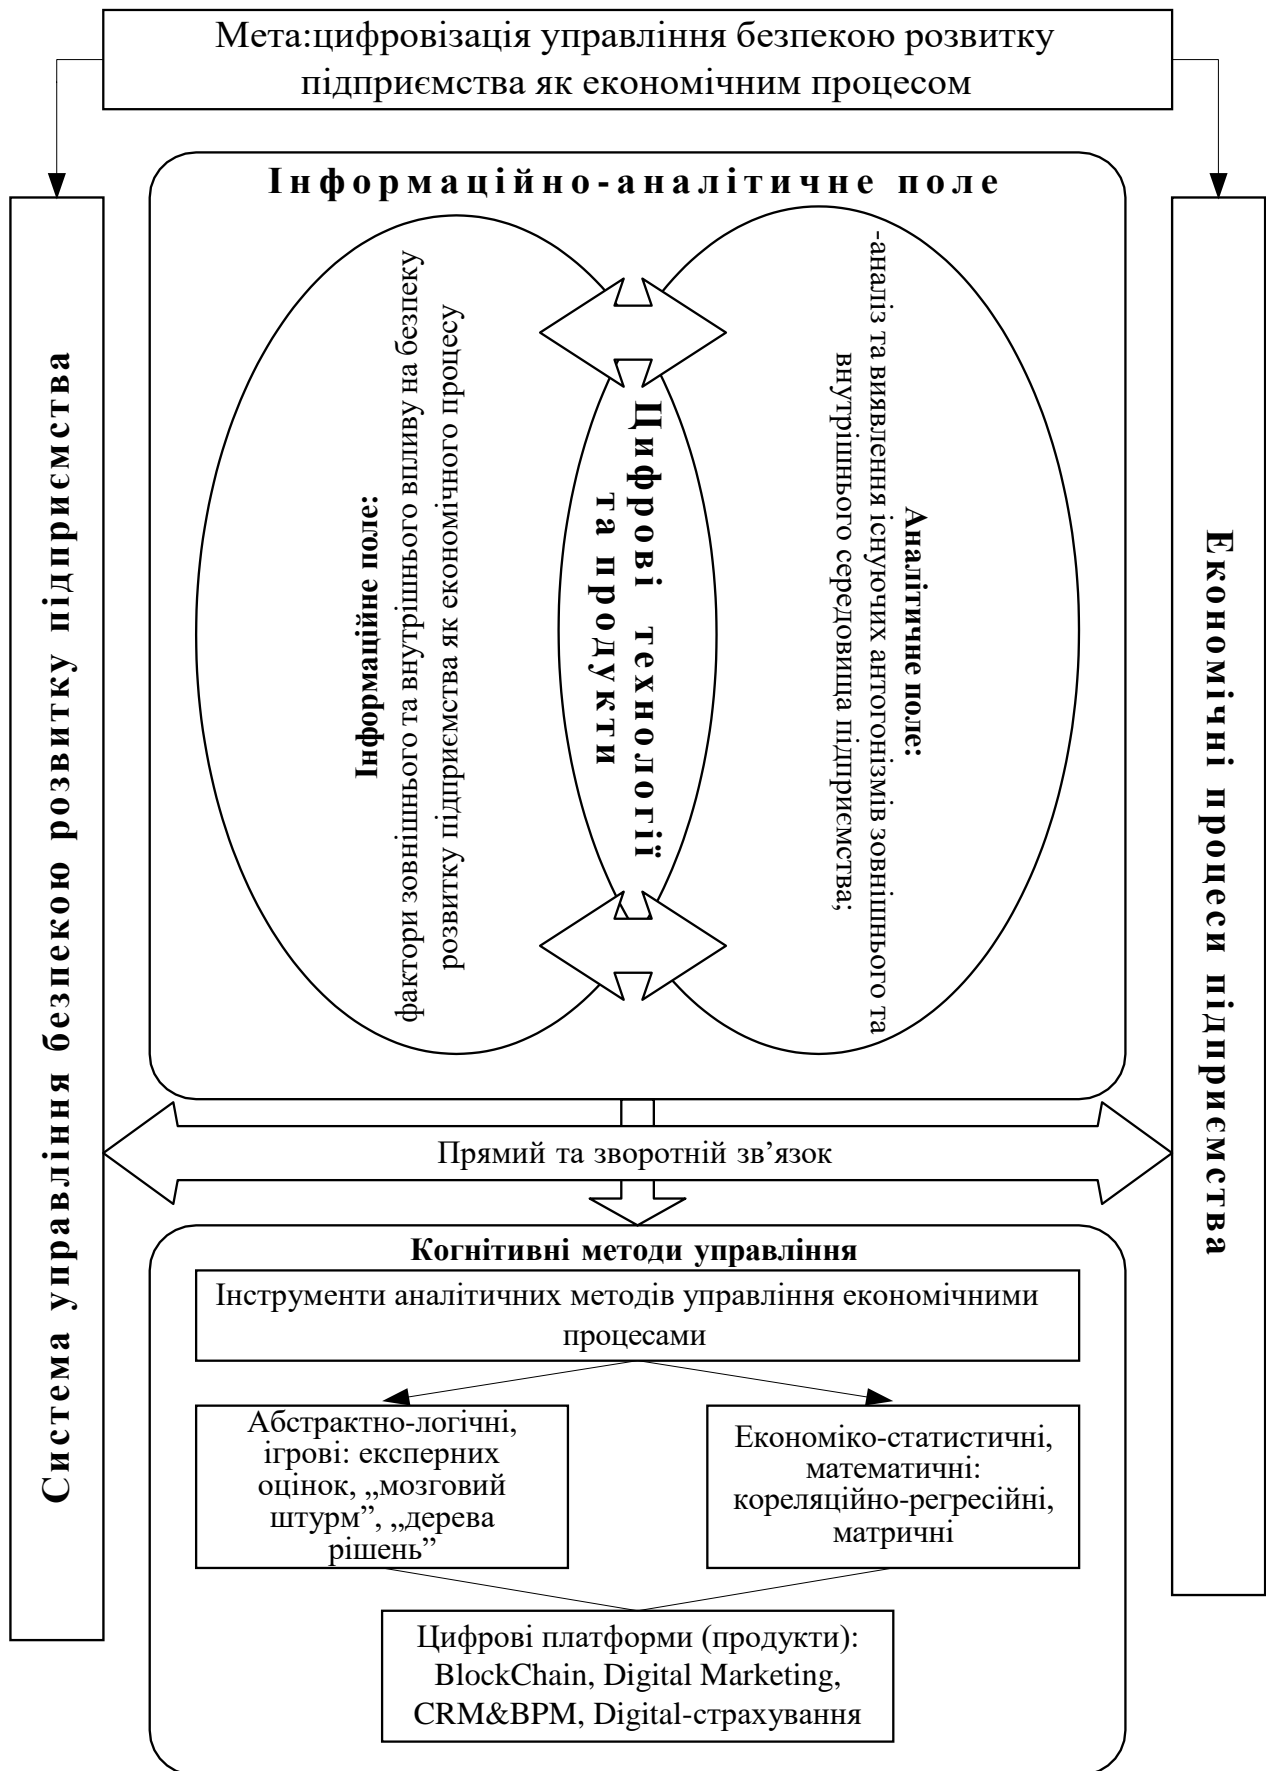 Мета:цифровізація управління безпекою розвитку
підприємства як економічним процесом
Система управління безпекою розвитку підприємства
Інформаційно-аналітичне поле
Інформаційне поле:
фактори зовнішнього та внутрішнього впливу на безпеку
розвитку підприємства як економічного процесу
Цифрові технології
та продукти
Аналітичне поле:
-аналіз та виявлення існуючих антогонізмів зовнішнього та
внутрішнього середовища підприємства;
Економічні процеси підприємства
Прямий та зворотній зв’язок
Когнітивні методи управління
Інструменти аналітичних методів управління економічними
процесами
Абстрактно-логічні,
ігрові: експерних
оцінок, „мозговий
штурм”, „дерева
рішень”
Економіко-статистичні,
математичні:
кореляційно-регресійні,
матричні
Цифрові платформи (продукти):
BlockChain, Digital Marketing,
CRM&BPM, Digital-страхування